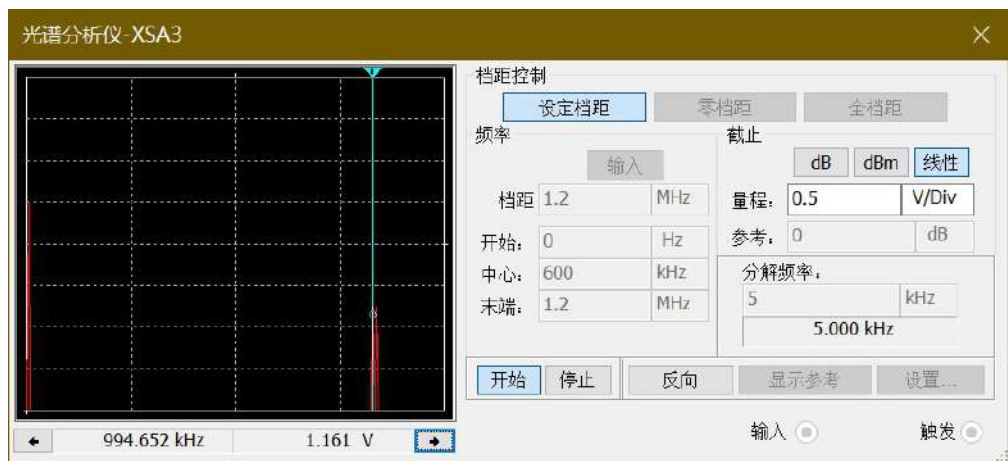 光谱分析仪-XSA3
档距控制
设定档距 零档距 全档距
频率 截止
输入 dB dBm 线性
档距 1.2 MHz 量程: 0.5 V/Div
开始: 0 Hz 参考: 0 dB
中心: 600 kHz 分解频率:
末端: 1.2 MHz 5 kHz
5.000 kHz
开始 停止 反向 显示参考 设置...
994.652 kHz 1.161 V 输入 触发